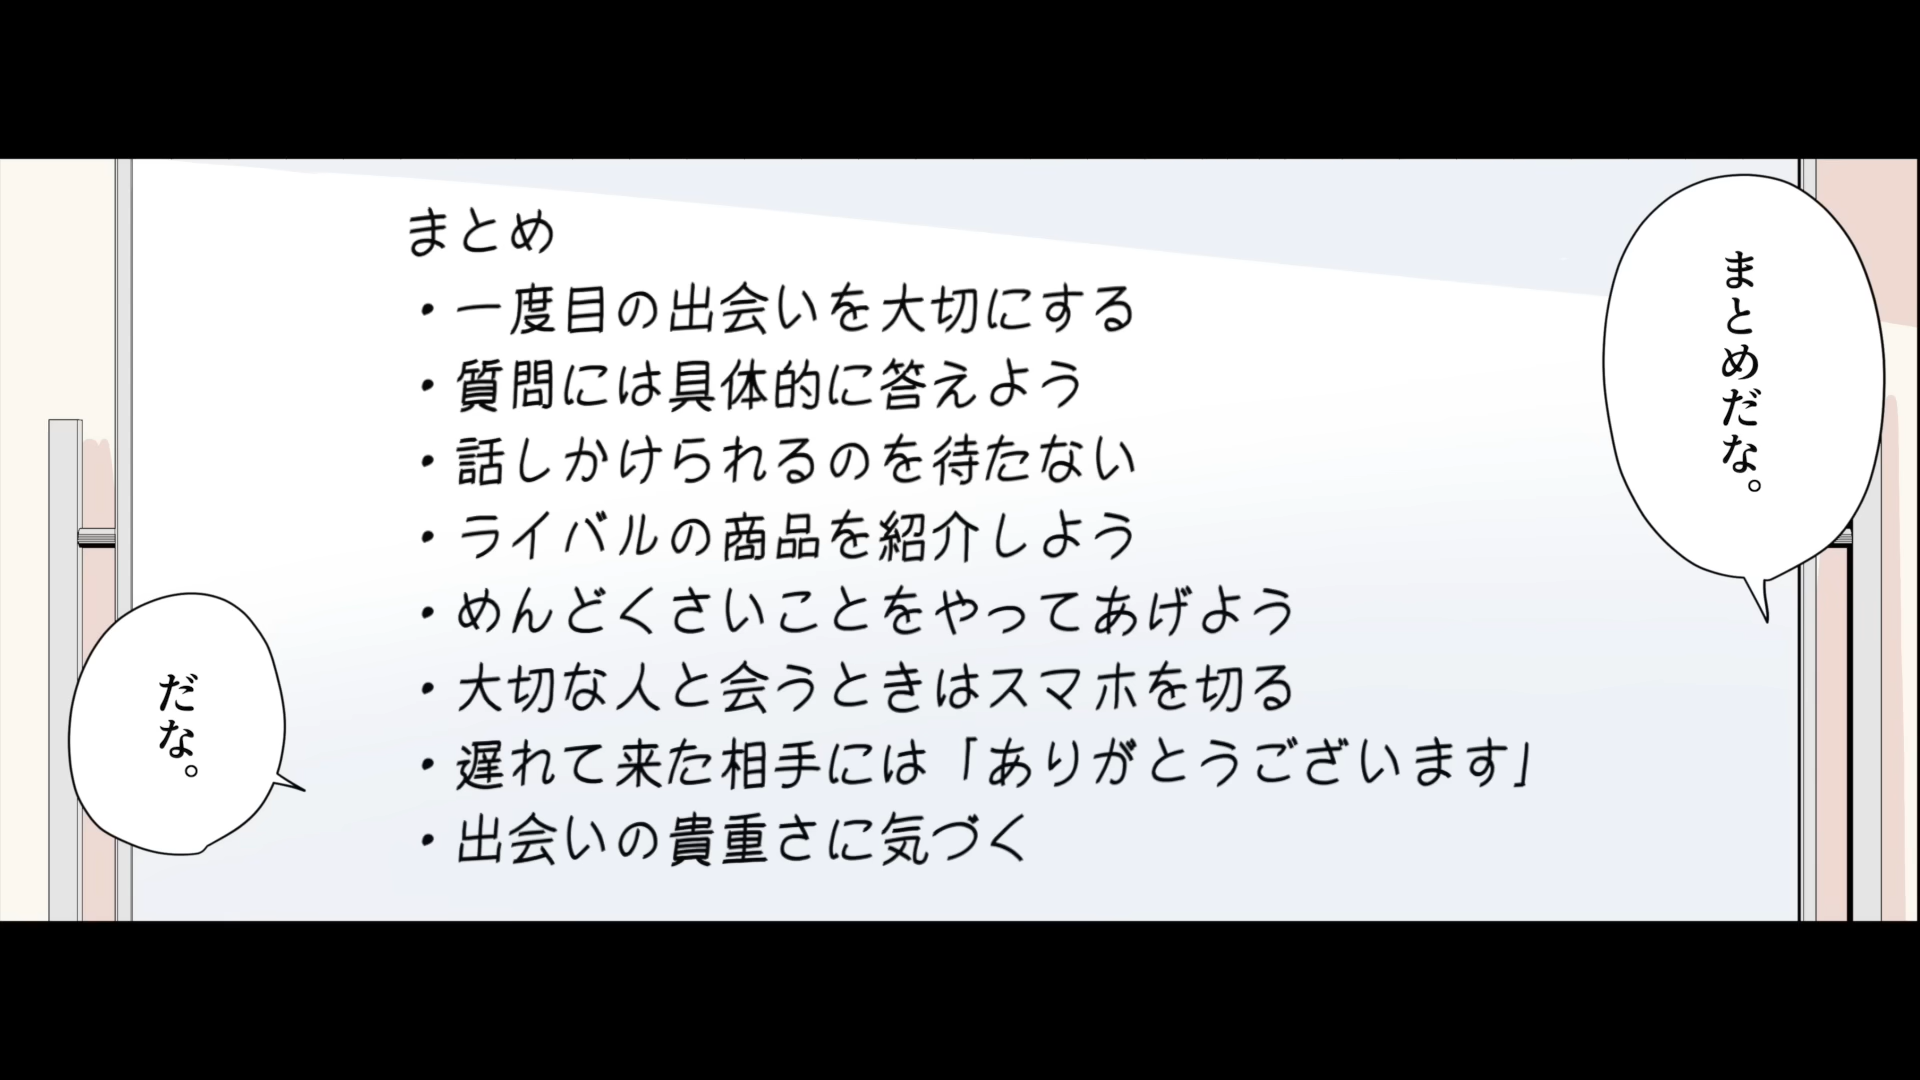 まとめ
・一度目の出会いを大切にする
・質問には具体的に答えよう
・話しかけられるのを待たない
・ライバルの商品を紹介しよう
・めんどくさいことをやってあげよう
・大切な人と会うときはスマホを切る
・遅れて来た相手には「ありがとうございます」
・出会いの貴重さに気づく
まとめだな。
だな。